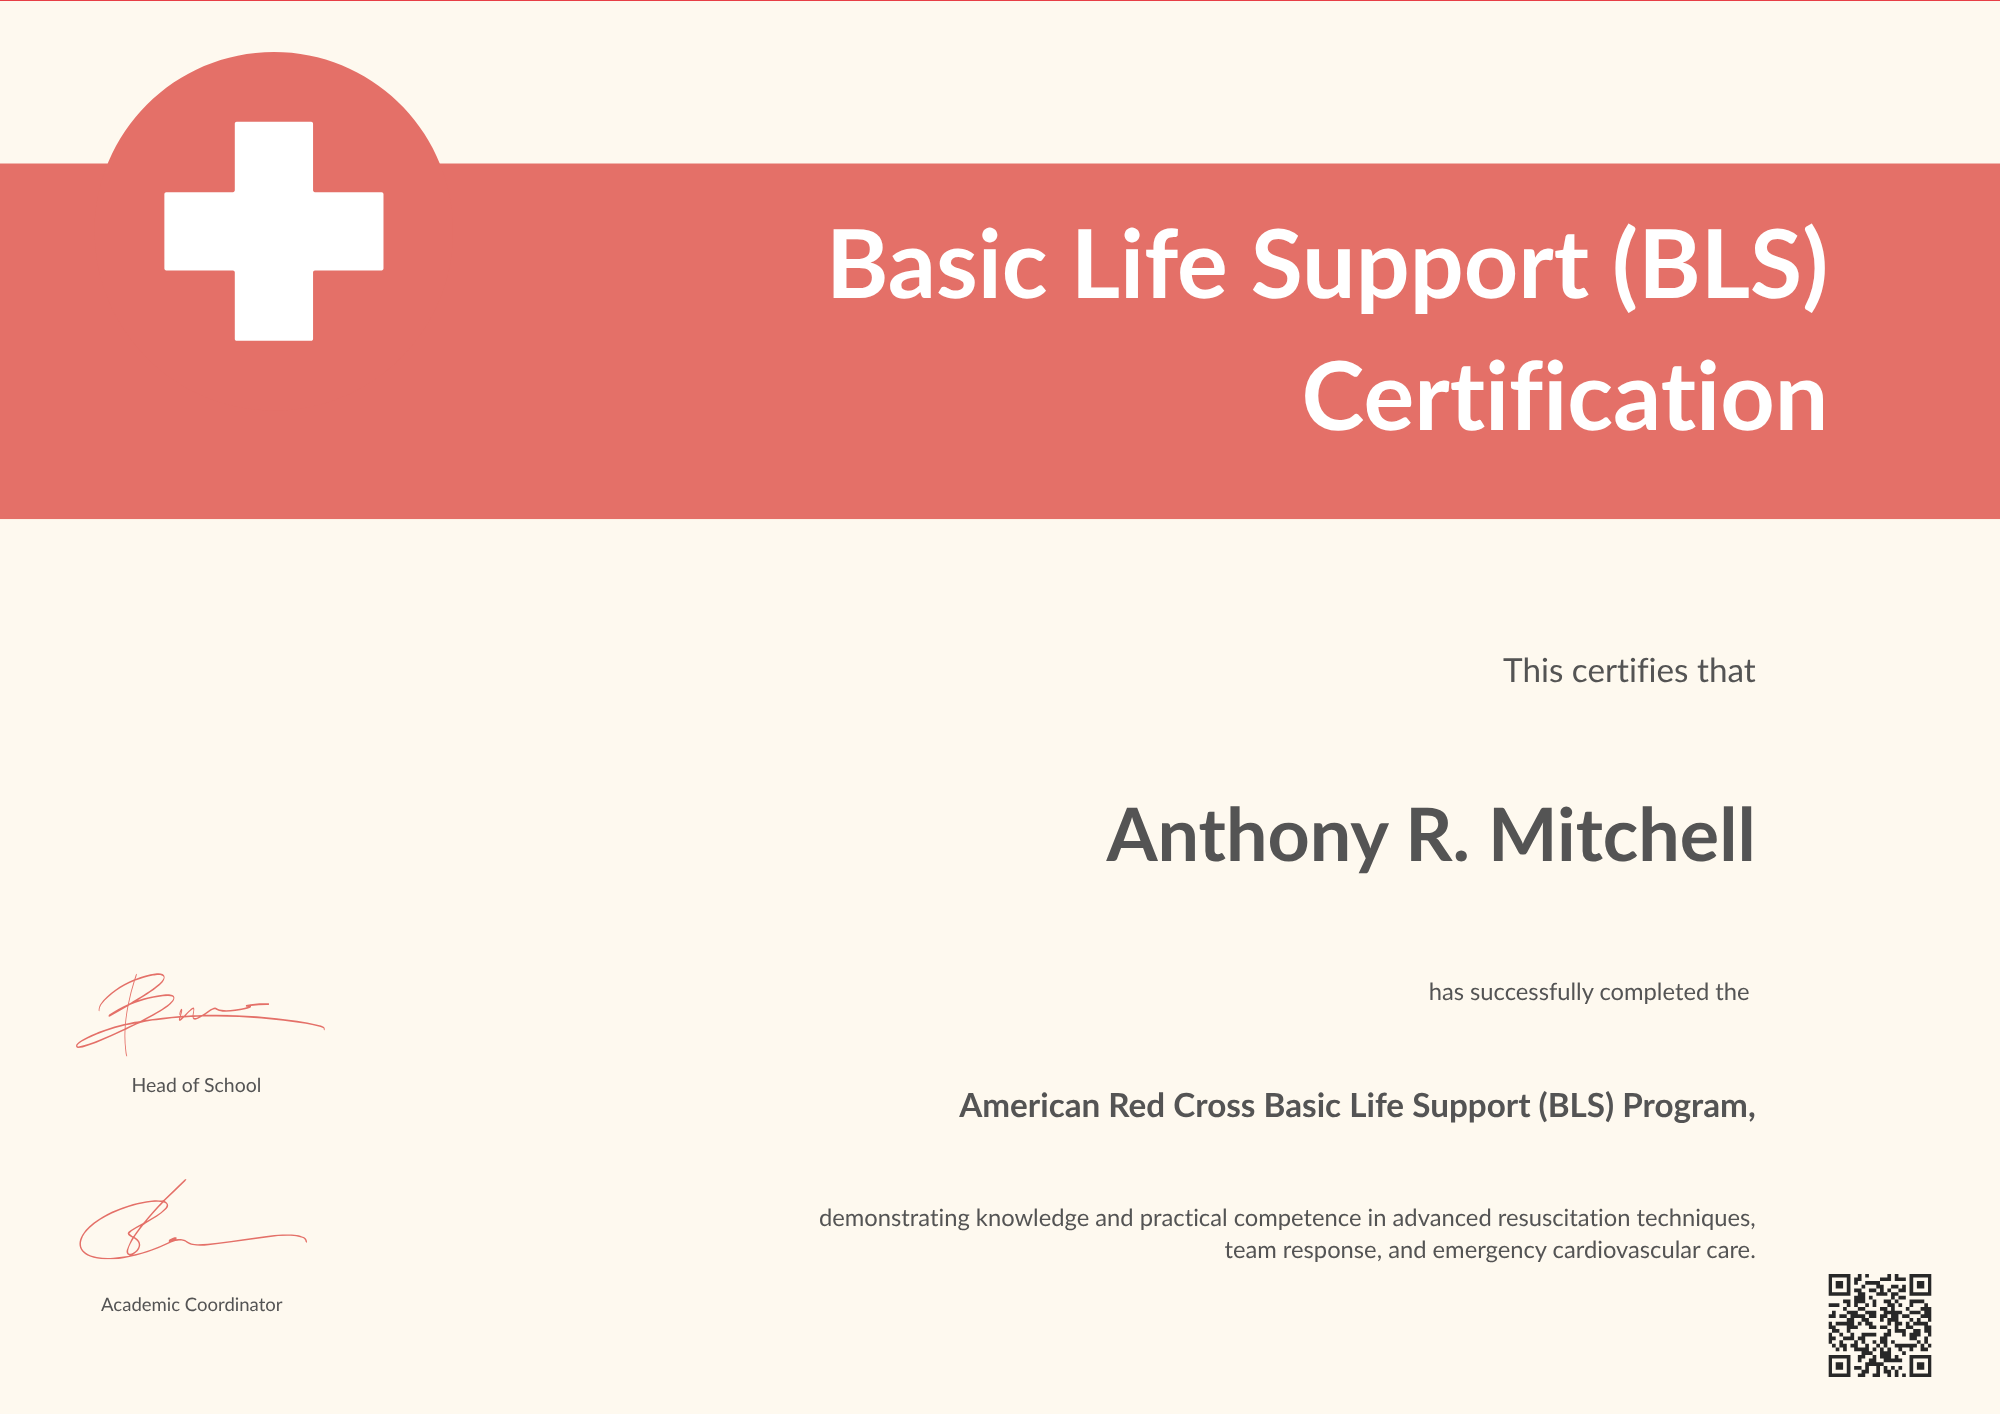 Basic Life Support (BLS)
Certification
This certifies that
Anthony R. Mitchell
has successfully completed the
American Red Cross Basic Life Support (BLS) Program,
demonstrating knowledge and practical competence in advanced resuscitation techniques,
team response, and emergency cardiovascular care.
Head of School
Academic Coordinator